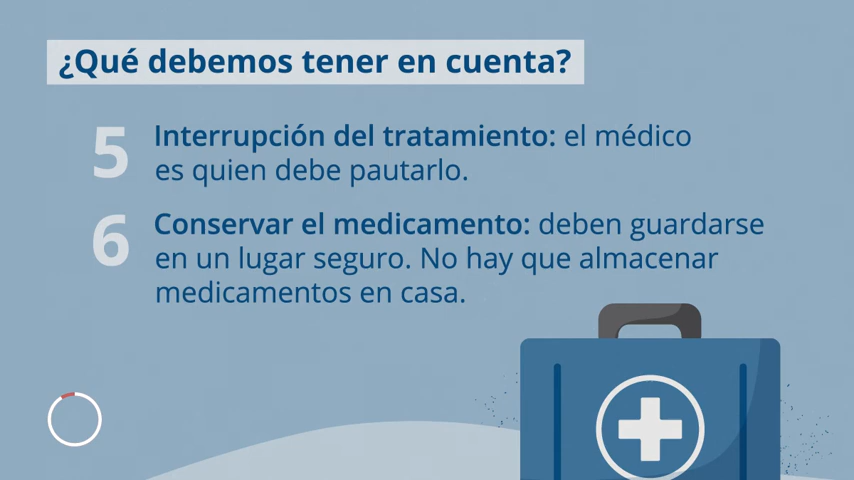 ¿Qué debemos tener en cuenta?
5 Interrupción del tratamiento: el médico
es quien debe pautarlo.
6 Conservar el medicamento: deben guardarse
en un lugar seguro. No hay que almacenar
medicamentos en casa.